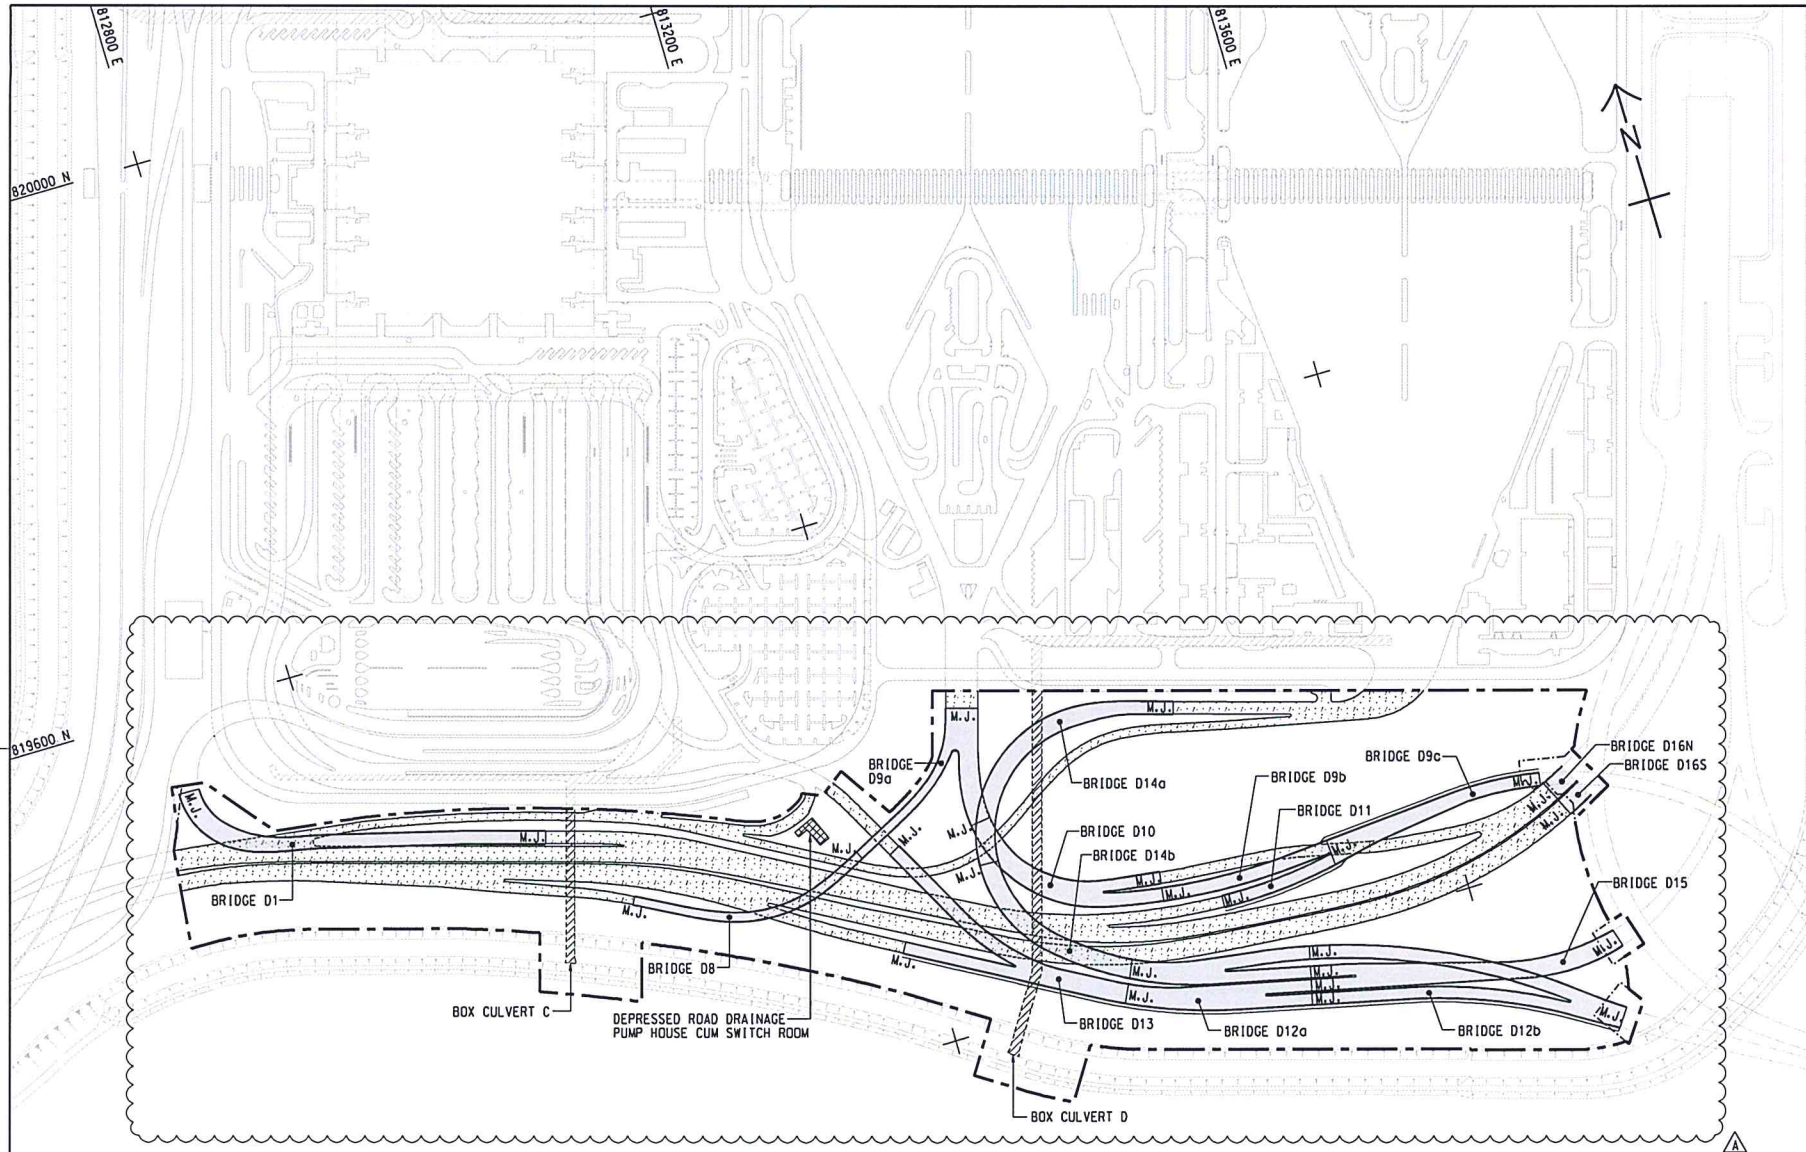 812800 E
813200 E
813600 E
N
820000 N
819600 N
M.J.
M.J.
BRIDGE
D9a
BRIDGE D9c
BRIDGE D16N
BRIDGE D16S
BRIDGE D14a
BRIDGE D9b
M.J.
M.J.
M.J.
M.J.
BRIDGE D11
M.J.
M.J.
M.J.
M.J.
M.J.
BRIDGE D10
BRIDGE D14b
M.J.
M.J.
M.J.
M.J.
M.J.
BRIDGE D15
BRIDGE D1
M.J.
M.J.
M.J.
M.J.
BRIDGE D8
M.J.
M.J.
M.J.
M.J.
M.J.
BOX CULVERT C
DEPRESSED ROAD DRAINAGE
PUMP HOUSE CUM SWITCH ROOM
BRIDGE D13
BRIDGE D12a
BRIDGE D12b
M.J.
BOX CULVERT D
A